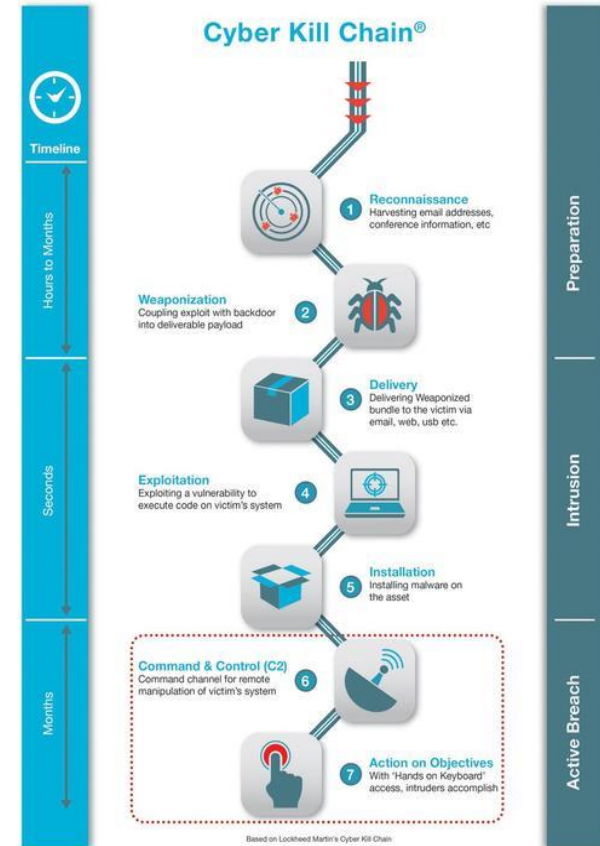 Cyber Kill Chain®
Timeline
Hours to Months
Preparation
1
Reconnaissance
Harvesting email addresses,
conference information, etc
Weaponization
Coupling exploit with backdoor
into deliverable payload
2
Seconds
Intrusion
3
Delivery
Delivering Weaponized
bundle to the victim via
email, web, usb etc.
Exploitation
Exploiting a vulnerability to
execute code on victim's system
4
5
Installation
Installing malware on
the asset
Months
Active Breach
Command & Control (C2)
Command channel for remote
manipulation of victim's system
6
7
Action on Objectives
With 'Hands on Keyboard'
access, intruders accomplish
Based on Lockheed Martin's Cyber Kill Chain